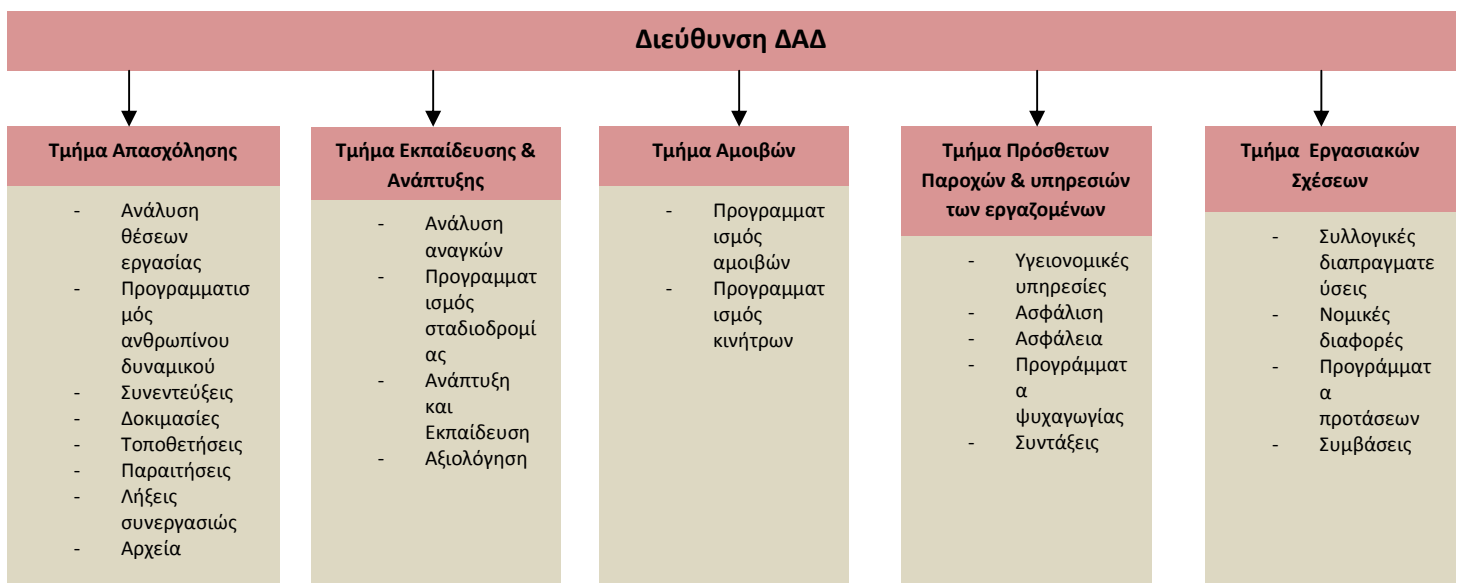 Διεύθυνση ΔΑΔ
Τμήμα Απασχόλησης
- Ανάλυση
θέσεων
εργασίας
- Προγραμματισ
μός
ανθρωπίνου
δυναμικού
- Συνεντεύξεις
- Δοκιμασίες
- Τοποθετήσεις
- Παραιτήσεις
- Λήξεις
συνεργασιώς
- Αρχεία
Τμήμα Εκπαίδευσης &
Ανάπτυξης
- Ανάλυση
αναγκών
- Προγραμματ
ισμός
σταδιοδρομί
ας
- Ανάπτυξη
και
Εκπαίδευση
- Αξιολόγηση
Τμήμα Αμοιβών
- Προγραμματ
ισμός
αμοιβών
- Προγραμματ
ισμός
κινήτρων
Τμήμα Πρόσθετων
Παροχών & υπηρεσιών
των εργαζομένων
- Υγειονομικές
υπηρεσίες
- Ασφάλιση
- Ασφάλεια
- Προγράμματ
α
ψυχαγωγίας
- Συντάξεις
Τμήμα Εργασιακών
Σχέσεων
- Συλλογικές
διαπραγματε
ύσεις
- Νομικές
διαφορές
- Προγράμματ
α
προτάσεων
- Συμβάσεις